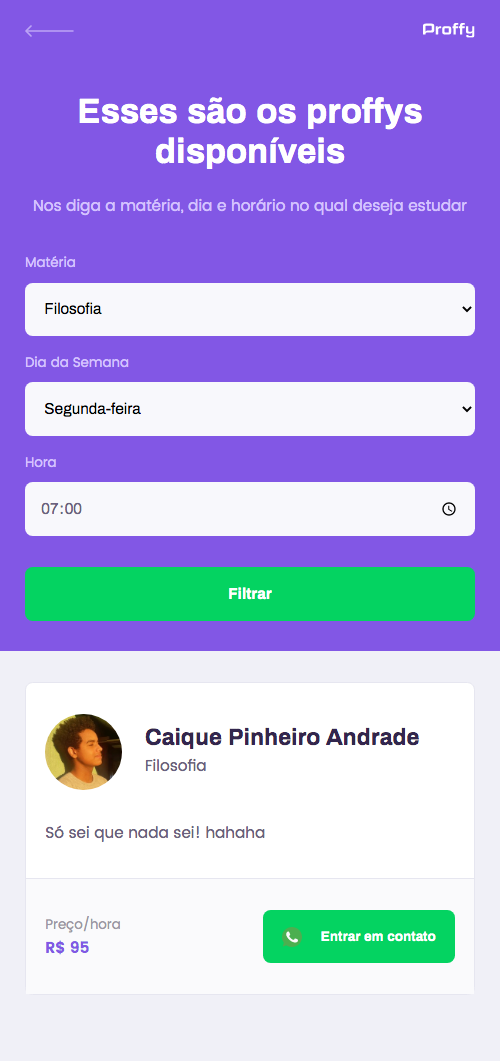 Proffy
Esses são os proffys
disponíveis
Nos diga a matéria, dia e horário no qual deseja estudar
Matéria
Filosofia
Dia da Semana
Segunda-feira
Hora
07:00
Filtrar
Caique Pinheiro Andrade
Filosofia
Só sei que nada sei! hahaha
Preço/hora
R$ 95
Entrar em contato